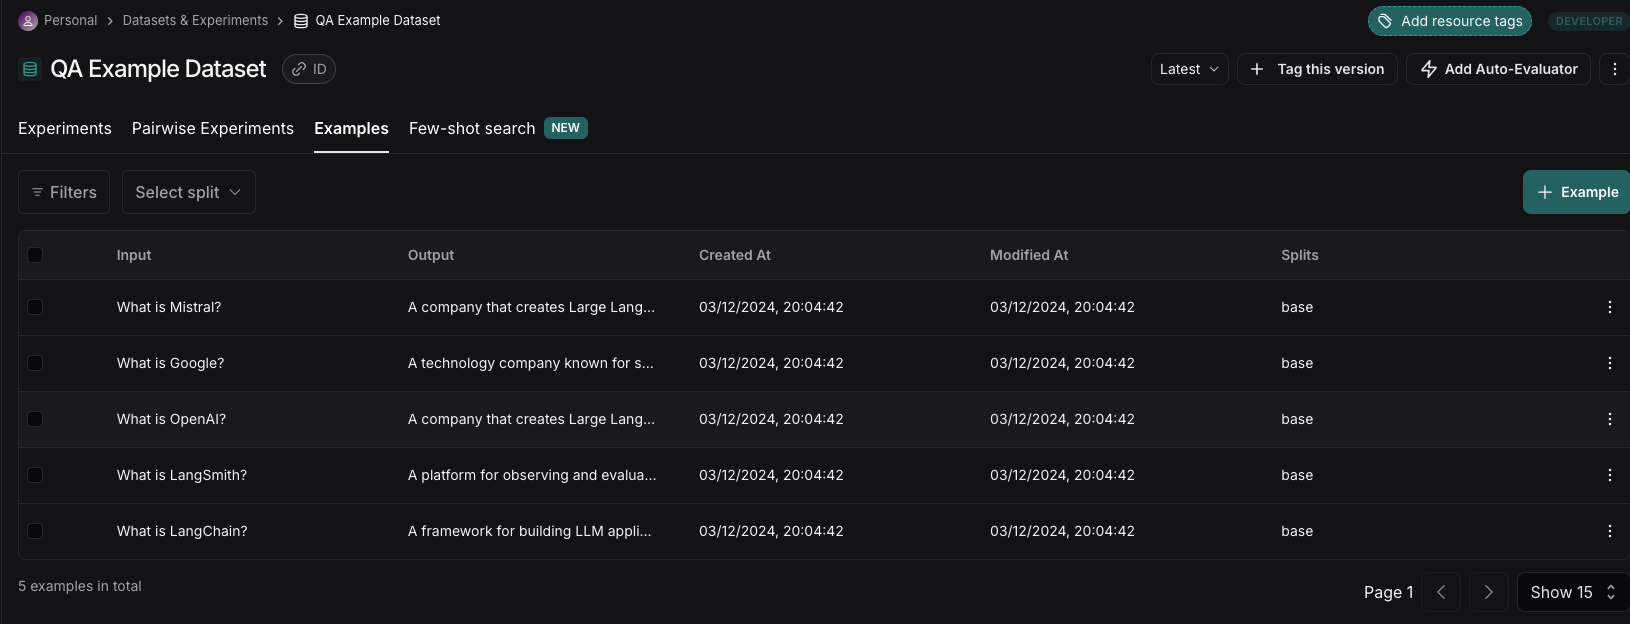 Personal > Datasets & Experiments > QA Example Dataset
Add resource tags
DEVELOPER
QA Example Dataset
ID
Latest
+ Tag this version
Add Auto-Evaluator
Experiments
Pairwise Experiments
Examples
Few-shot search NEW
Filters
Select split
+ Example
Input Output Created At Modified At Splits
What is Mistral? A company that creates Large Lang... 03/12/2024, 20:04:42 03/12/2024, 20:04:42 base
What is Google? A technology company known for s... 03/12/2024, 20:04:42 03/12/2024, 20:04:42 base
What is OpenAI? A company that creates Large Lang... 03/12/2024, 20:04:42 03/12/2024, 20:04:42 base
What is LangSmith? A platform for observing and evalua... 03/12/2024, 20:04:42 03/12/2024, 20:04:42 base
What is LangChain? A framework for building LLM appli... 03/12/2024, 20:04:42 03/12/2024, 20:04:42 base
5 examples in total
Page 1
Show 15